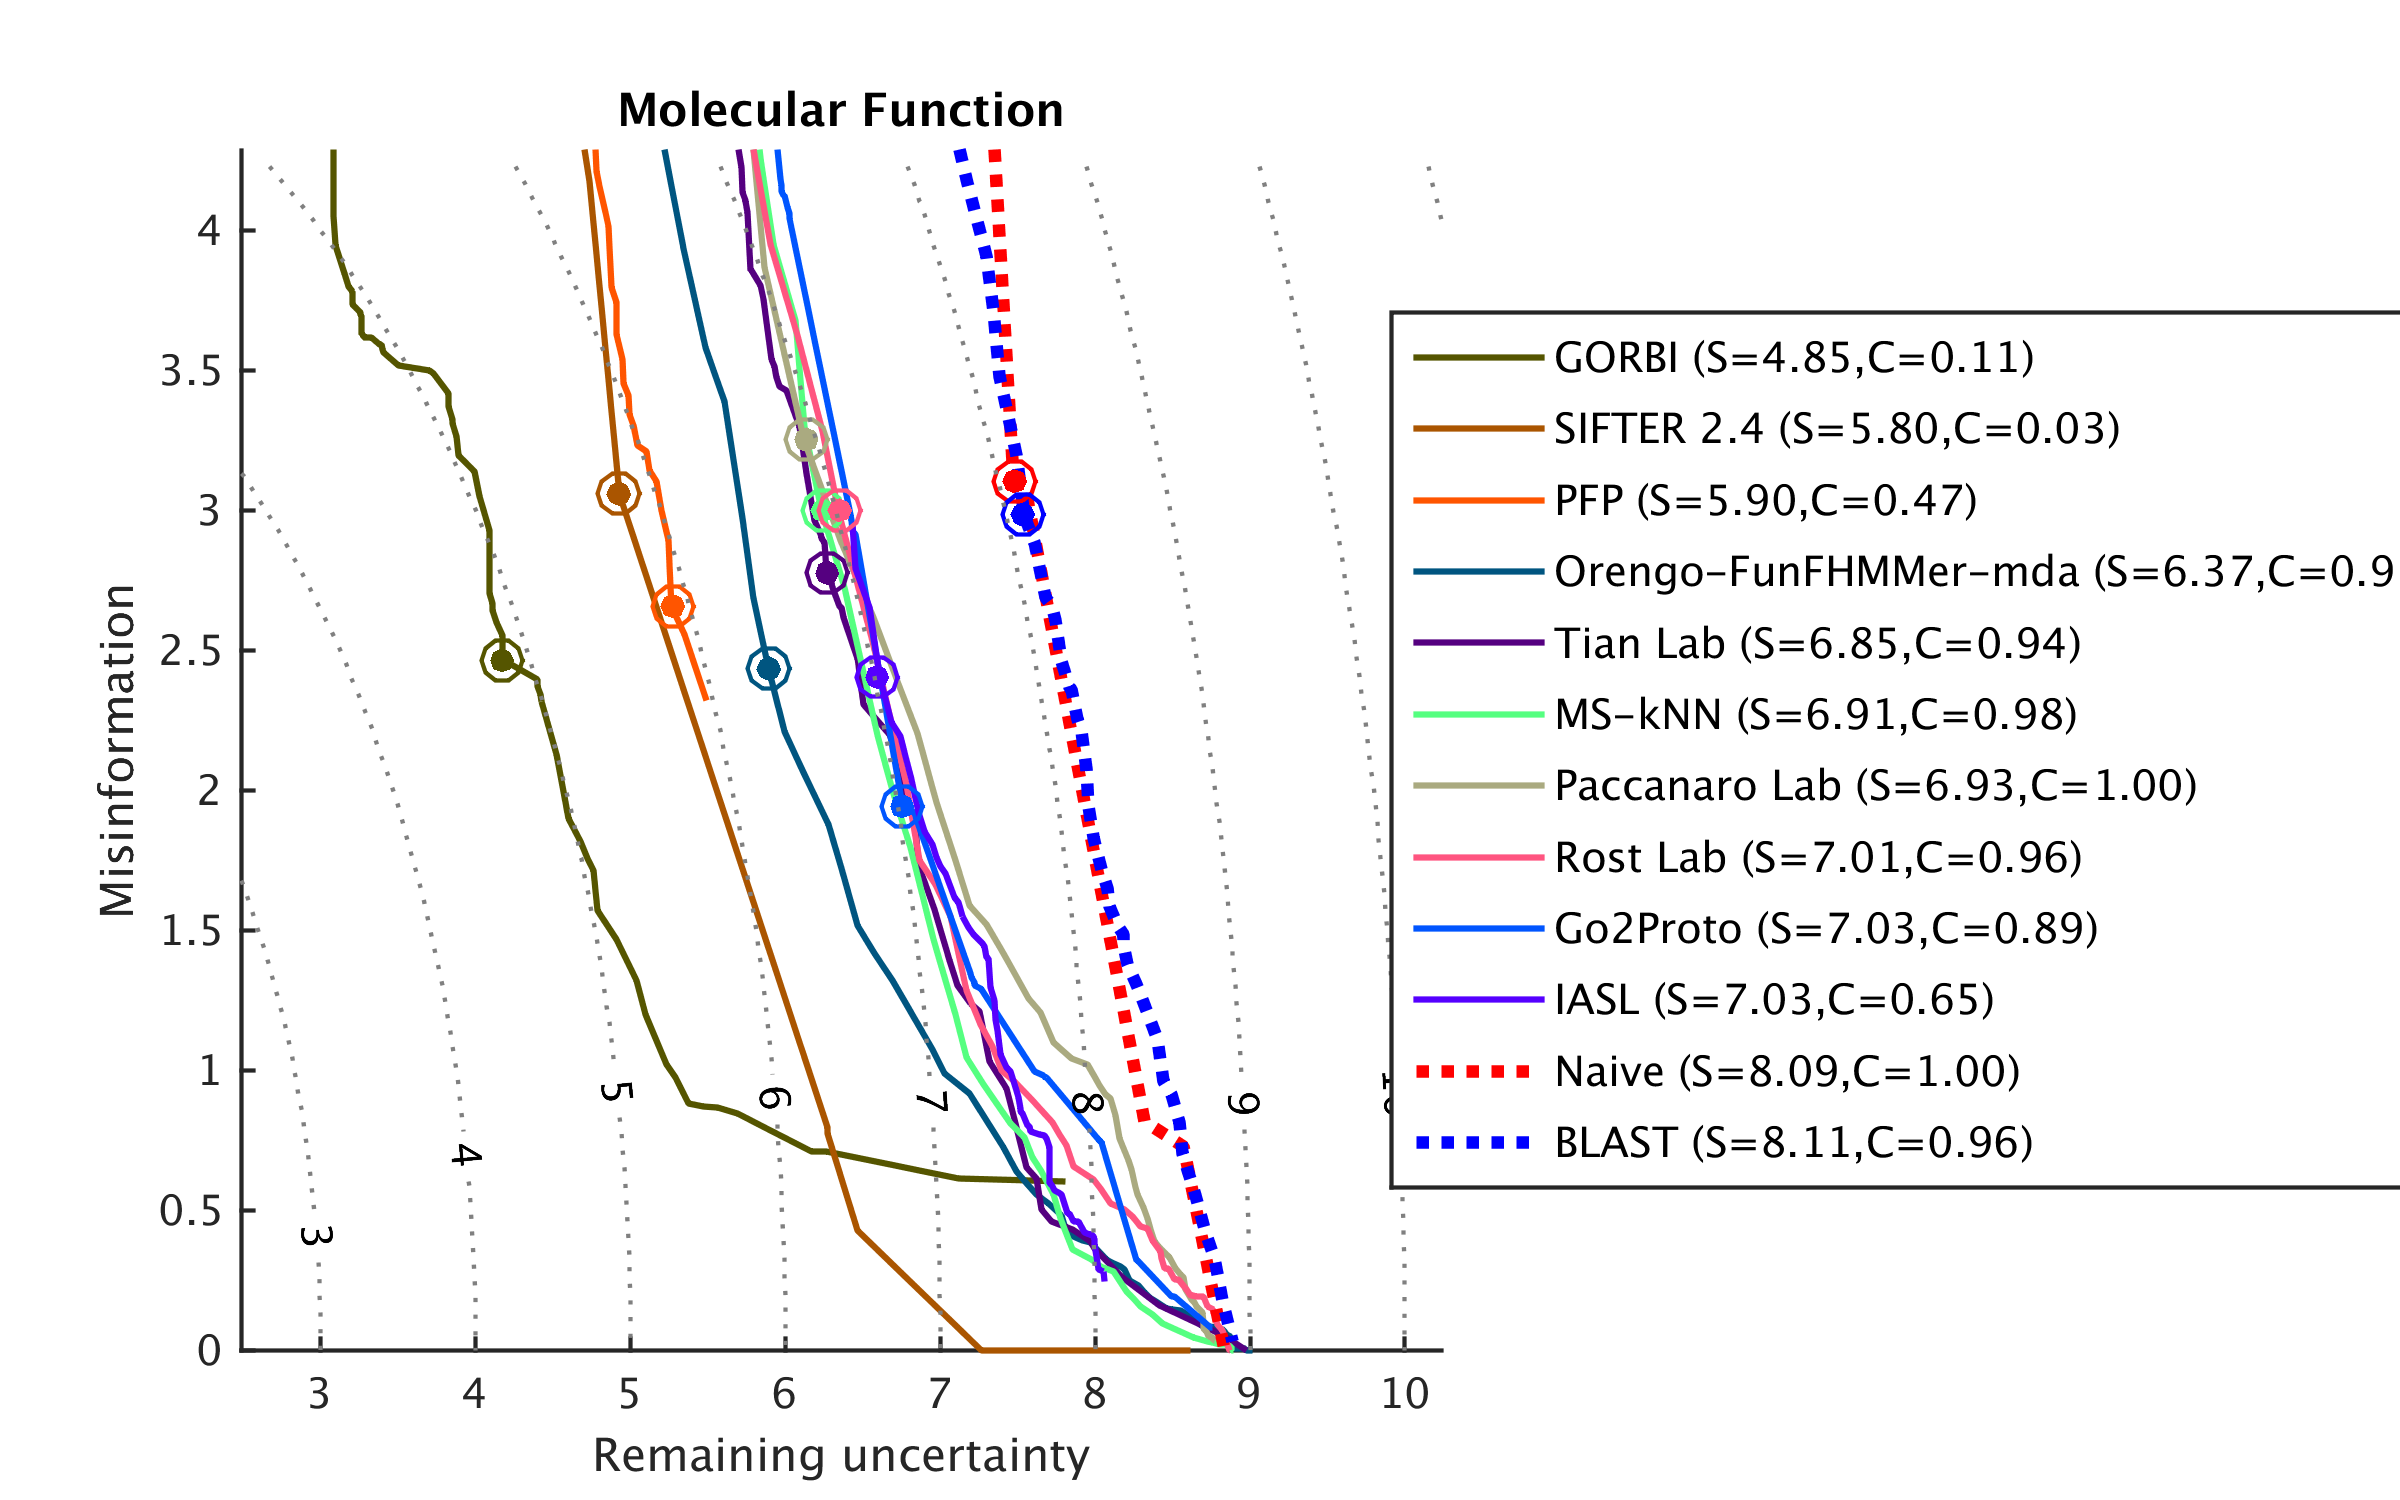 Molecular Function
Misinformation
4
3.5
3
2.5
2
1.5
1
0.5
0
3
4
5
6
7
8
9
3 4 5 6 7 8 9 10
Remaining uncertainty
GORBI (S=4.85,C=0.11)
SIFTER 2.4 (S=5.80,C=0.03)
PFP (S=5.90,C=0.47)
Orengo-FunFHMMer-mda (S=6.37,C=0.9
Tian Lab (S=6.85,C=0.94)
MS-kNN (S=6.91,C=0.98)
Paccanaro Lab (S=6.93,C=1.00)
Rost Lab (S=7.01,C=0.96)
Go2Proto (S=7.03,C=0.89)
IASL (S=7.03,C=0.65)
Naive (S=8.09,C=1.00)
BLAST (S=8.11,C=0.96)